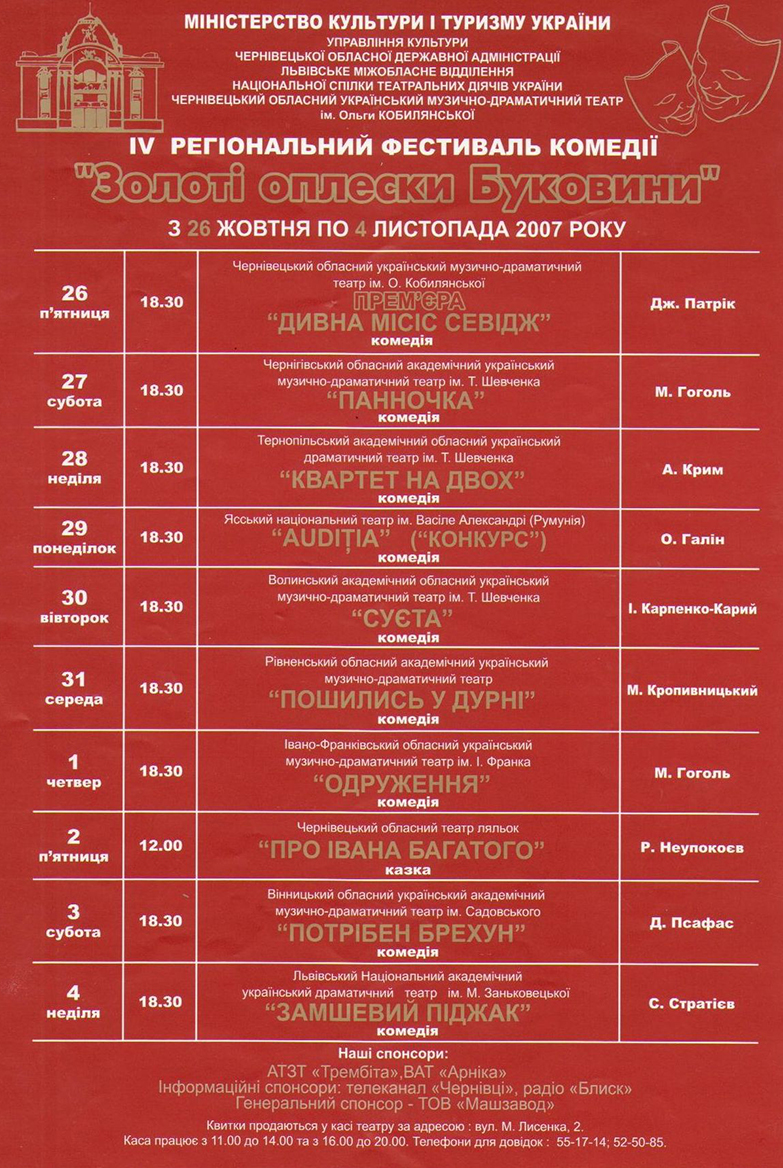 МІНІСТЕРСТВО КУЛЬТУРИ І ТУРИЗМУ УКРАЇНИ
УПРАВЛІННЯ КУЛЬТУРИ
ЧЕРНІВЕЦЬКОЇ ОБЛАСНОЇ ДЕРЖАВНОЇ АДМІНІСТРАЦІЇ
ЛЬВІВСЬКЕ МІЖОБЛАСНЕ ВІДДІЛЕННЯ
НАЦІОНАЛЬНОЇ СПІЛКИ ТЕАТРАЛЬНИХ ДІЯЧІВ УКРАЇНИ
ЧЕРНІВЕЦЬКИЙ ОБЛАСНИЙ УКРАЇНСЬКИЙ МУЗИЧНО-ДРАМАТИЧНИЙ ТЕАТР
ім. Ольги КОБИЛЯНСЬКОЇ
IV РЕГІОНАЛЬНИЙ ФЕСТИВАЛЬ КОМЕДІЇ
"Золоті оплески Буковини"
З 26 ЖОВТНЯ ПО 4 ЛИСТОПАДА 2007 РОКУ
26
п’ятниця
18.30
Чернівецький обласний український музично-драматичний
театр ім. О. Кобилянської
ПРЕМ’ЄРА
“ДИВНА МІСІС СЕВІДЖ”
комедія
Дж. Патрік
27
субота
18.30
Чернігівський обласний академічний український
музично-драматичний театр ім. Т. Шевченка
“ПАННОЧКА”
комедія
М. Гоголь
28
неділя
18.30
Тернопільський академічний обласний український
драматичний театр ім. Т. Шевченка
“КВАРТЕТ НА ДВОХ”
комедія
А. Крим
29
понеділок
18.30
Ясський національний театр ім. Васіле Александрі (Румунія)
“AUDIȚIA” (“КОНКУРС”)
комедія
О. Галін
30
вівторок
18.30
Волинський академічний обласний український
музично-драматичний театр ім. Т. Шевченка
“СУЄТА”
комедія
І. Карпенко-Карий
31
середа
18.30
Рівненський обласний академічний український
музично-драматичний театр
“ПОШИЛИСЬ У ДУРНІ”
комедія
М. Кропивницький
1
четвер
18.30
Івано-Франківський обласний український
музично-драматичний театр ім. І. Франка
“ОДРУЖЕННЯ”
комедія
М. Гоголь
2
п’ятниця
12.00
Чернівецький обласний театр ляльок
“ПРО ІВАНА БАГАТОГО”
казка
Р. Неупокоєв
3
субота
18.30
Вінницький обласний український академічний
музично-драматичний театр ім. Садовського
“ПОТРІБЕН БРЕХУН”
комедія
Д. Псафас
4
неділя
18.30
Львівський Національний академічний
український драматичний театр ім. М. Заньковецької
“ЗАМШЕВИЙ ПІДЖАК”
комедія
С. Стратієв
Наші спонсори:
АТЗТ «Трембіта»,ВАТ «Арніка»
Інформаційні спонсори: телеканал «Чернівці», радіо «Блиск»
Генеральний спонсор - ТОВ «Машзавод»
Квитки продаються у касі театру за адресою : вул. М. Лисенка, 2.
Каса працює з 11.00 до 14.00 та з 16.00 до 20.00. Телефони для довідок : 55-17-14; 52-50-85.